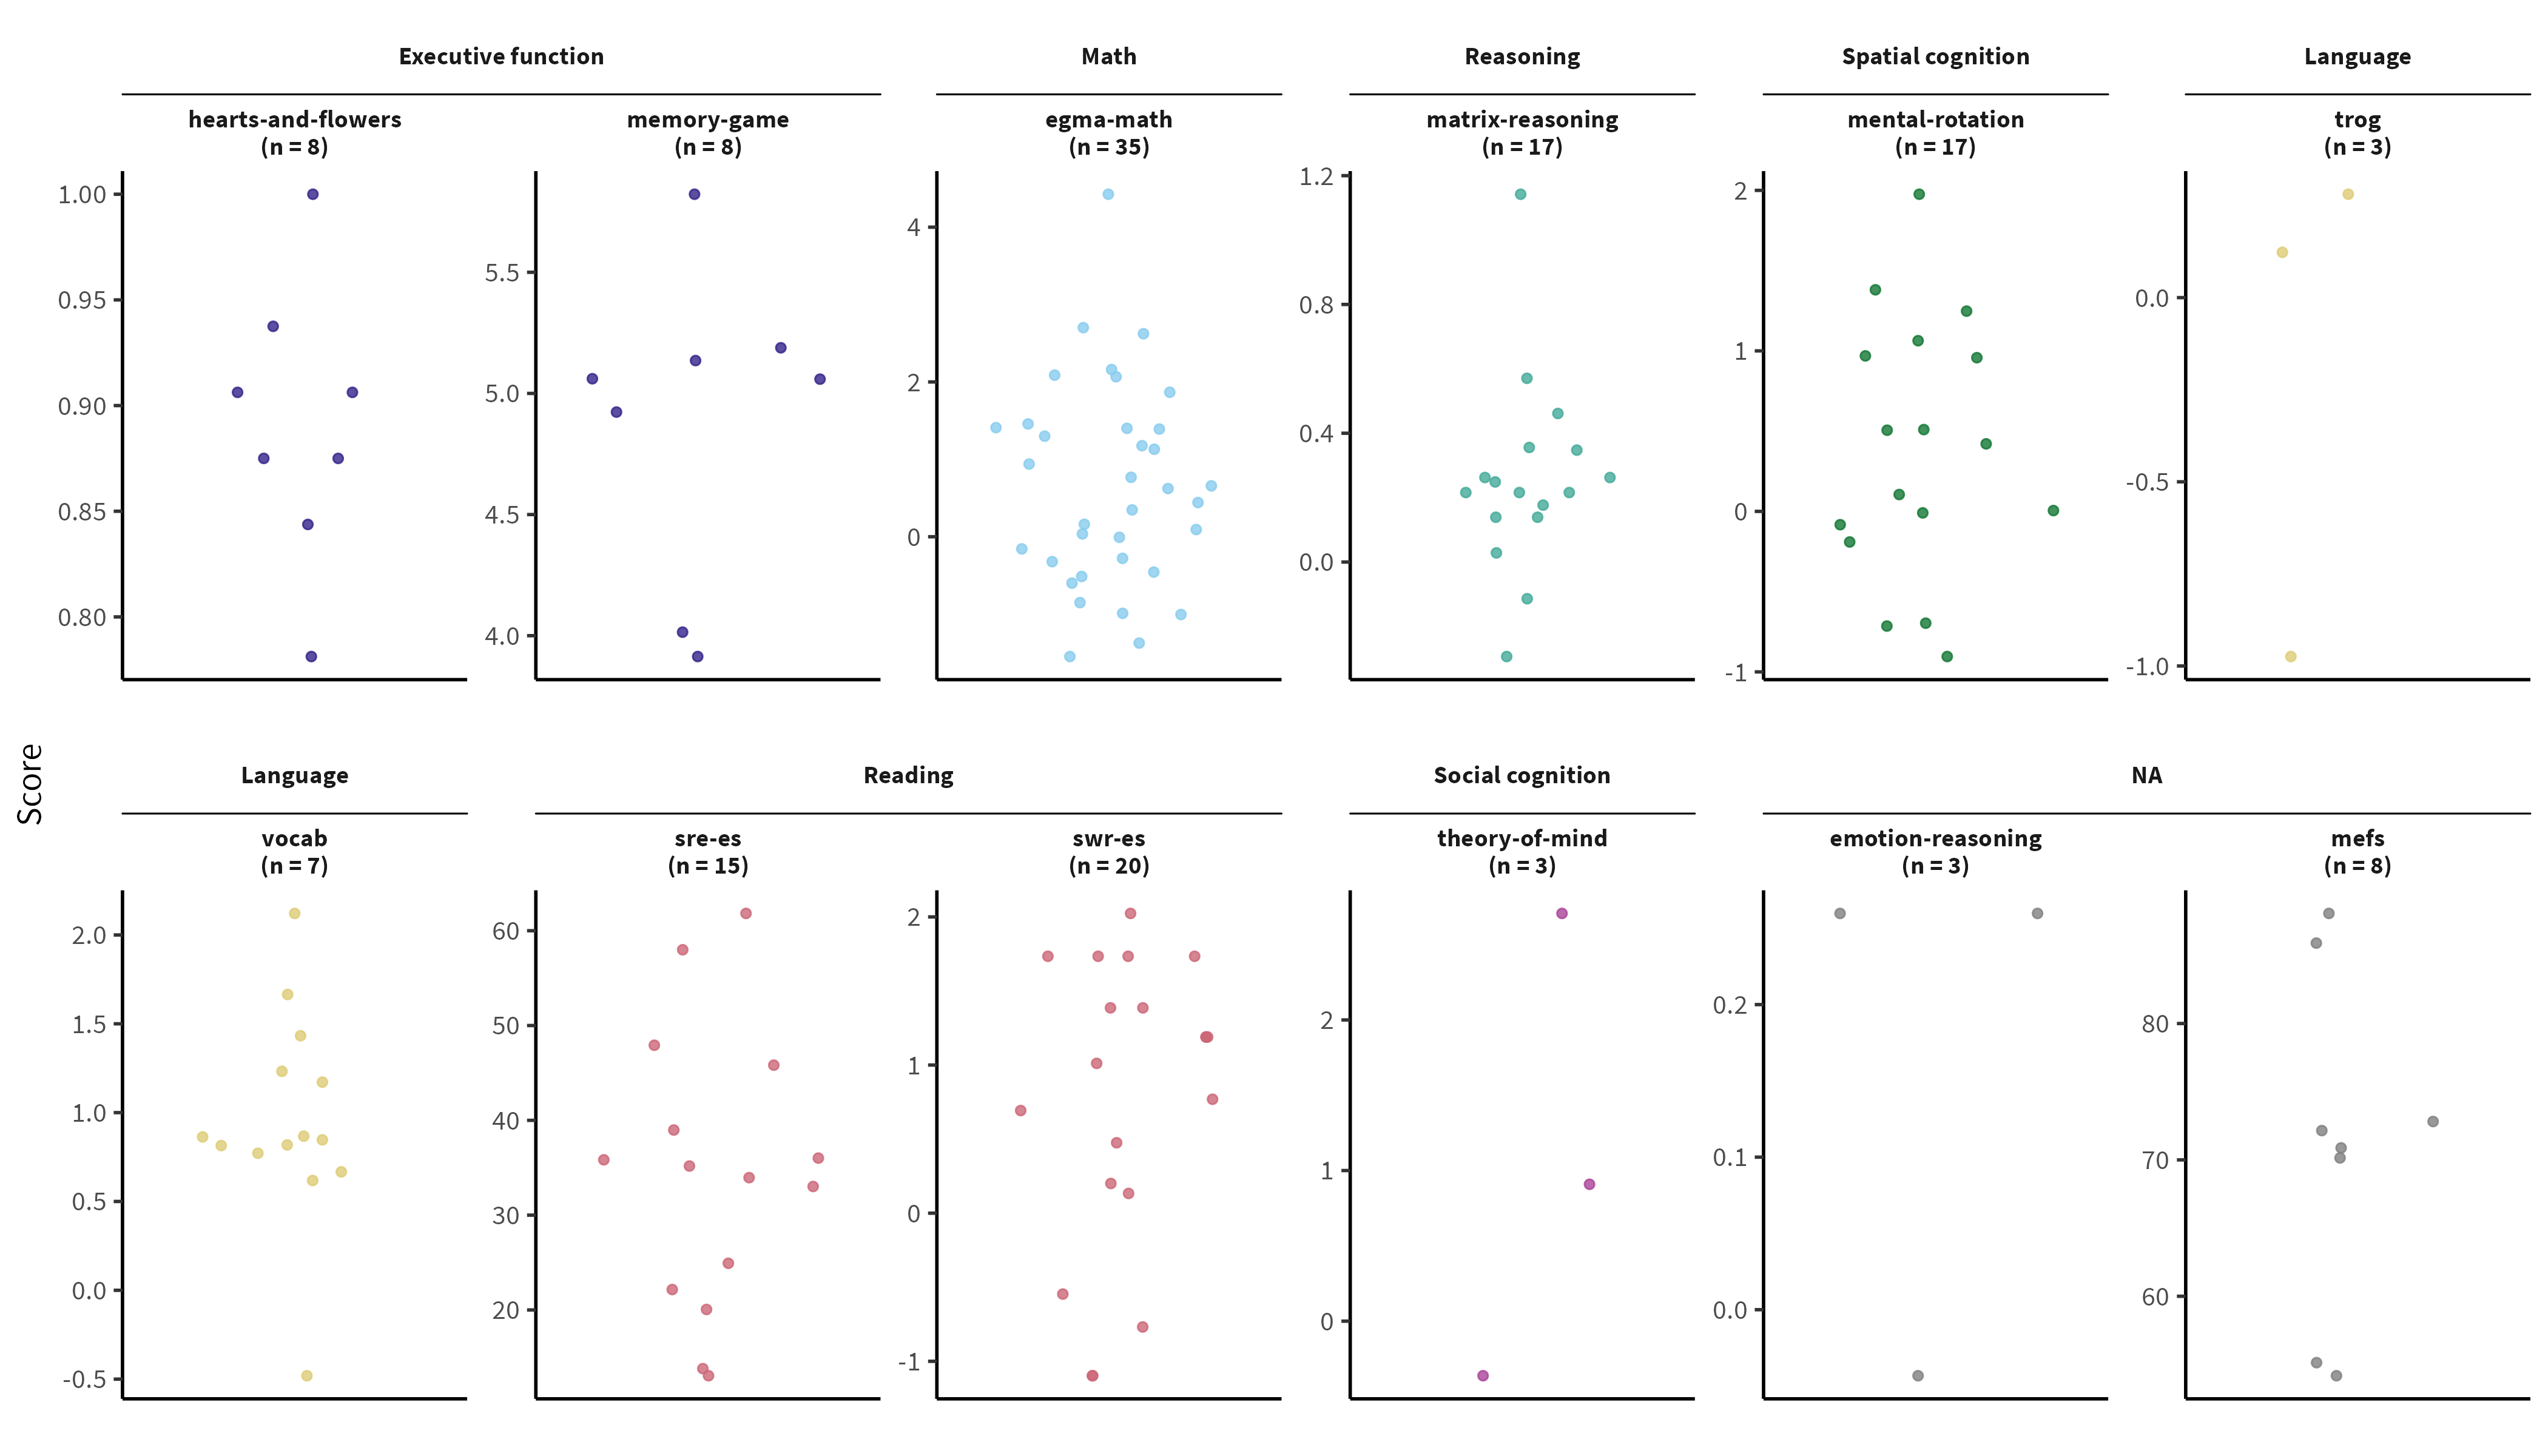 Executive function
Math
Reasoning
Spatial cognition
Language
hearts-and-flowers
(n = 8)
memory-game
(n = 8)
egma-math
(n = 35)
matrix-reasoning
(n = 17)
mental-rotation
(n = 17)
trog
(n = 3)
1.00
0.95
0.90
0.85
0.80
5.5
5.0
4.5
4.0
4
2
0
1.2
0.8
0.4
0.0
2
1
0
-1
0.0
-0.5
-1.0
Score
Language
Reading
Social cognition
NA
vocab
(n = 7)
sre-es
(n = 15)
swr-es
(n = 20)
theory-of-mind
(n = 3)
emotion-reasoning
(n = 3)
mefs
(n = 8)
2.0
1.5
1.0
0.5
0.0
-0.5
60
50
40
30
20
2
1
0
-1
2
1
0
0.2
0.1
0.0
80
70
60